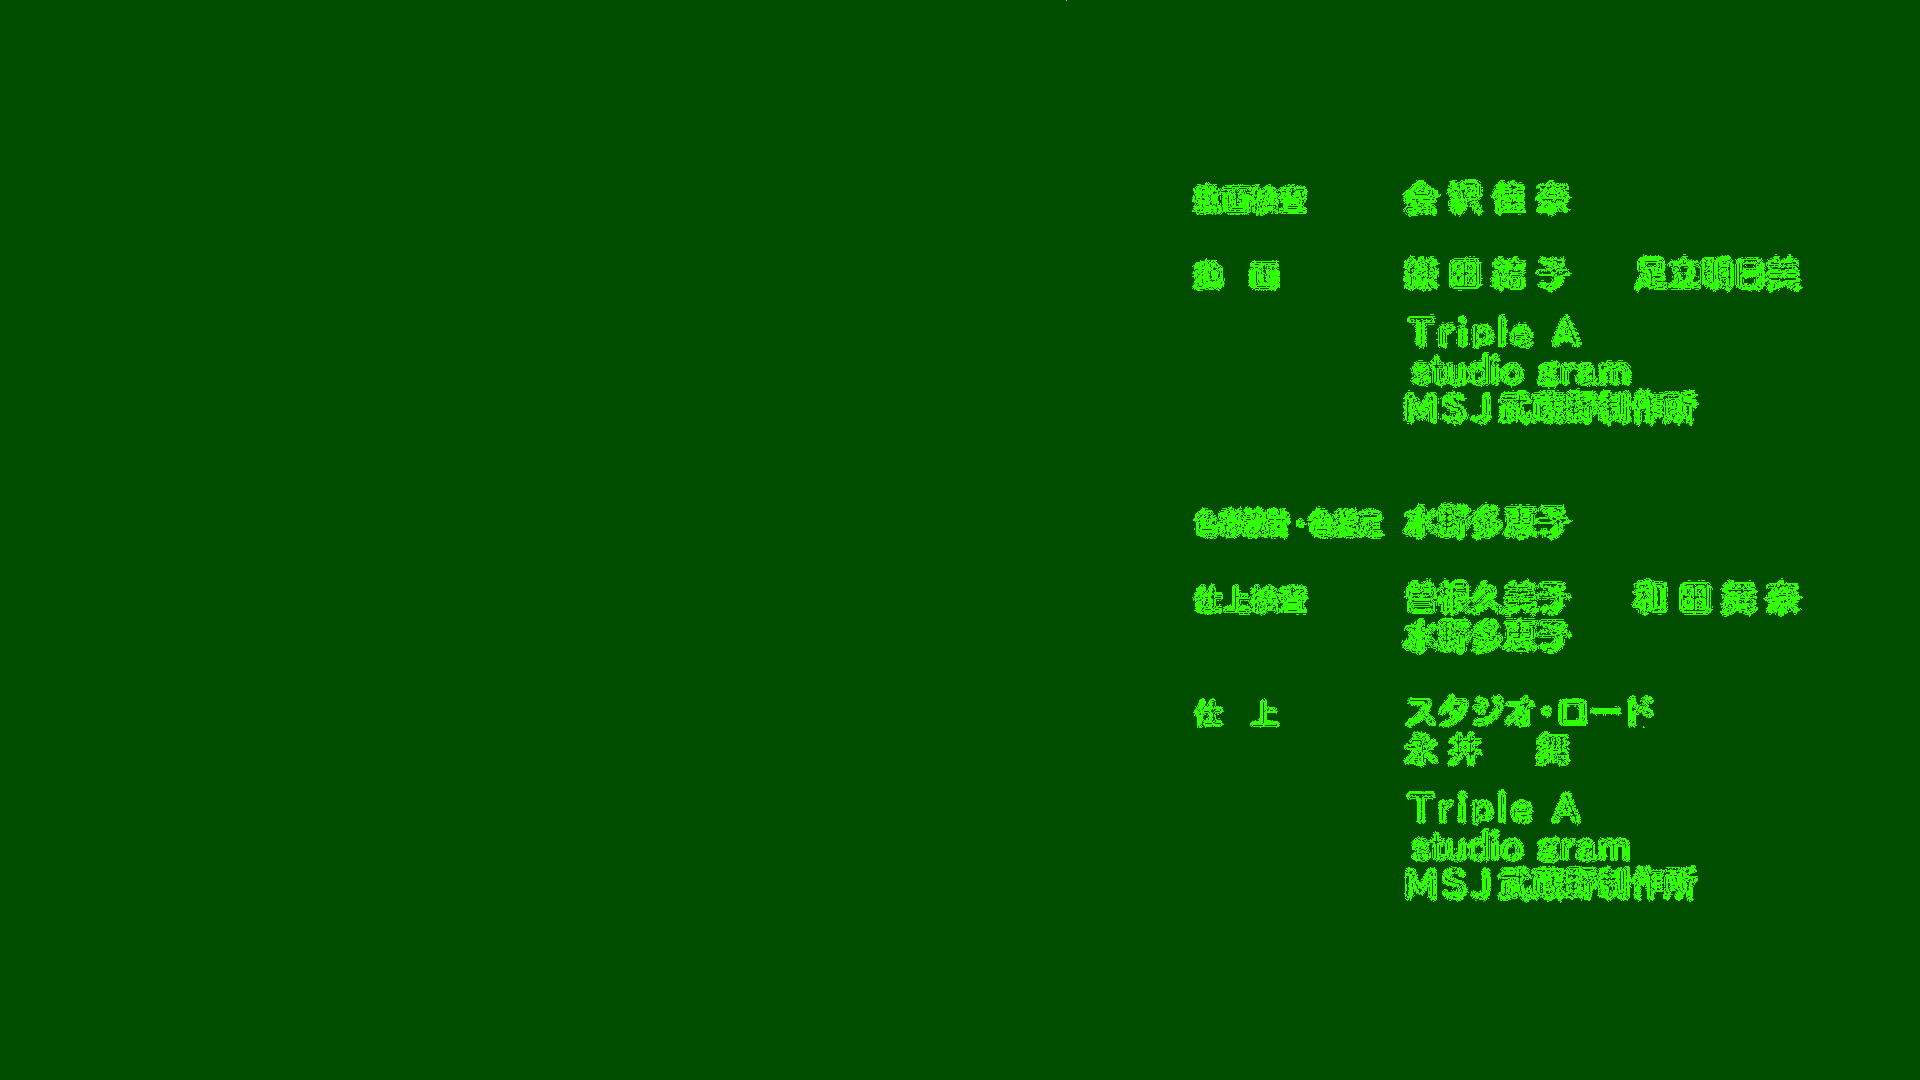 動画検査 金沢佳奈
動 画 田裕子 足立明日美
Triple A
studio gram
MSJ武蔵野制作所
色彩設計・色指定 水野多恵子
仕上検査 曽根久美子 和田 奈
水野多恵子
仕 上 スタジオ・ロード
永井
Triple A
studio gram
MSJ武蔵野制作所